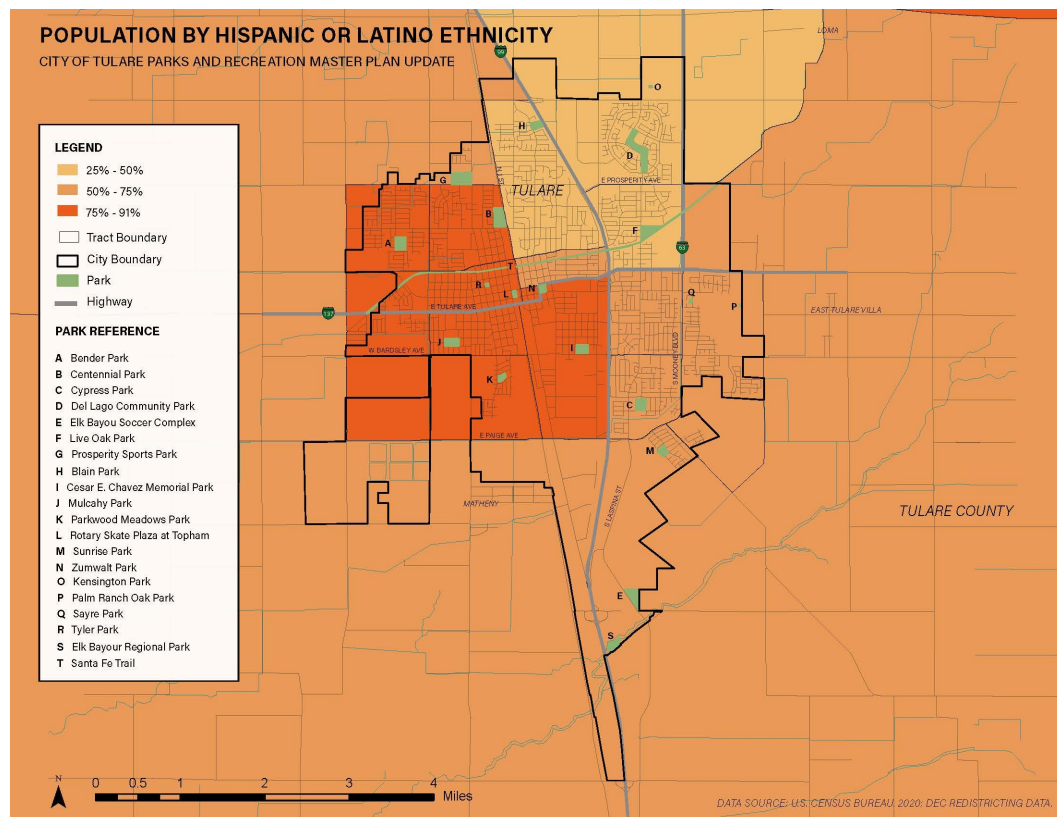 POPULATION BY HISPANIC OR LATINO ETHNICITY
CITY OF TULARE PARKS AND RECREATION MASTER PLAN UPDATE
LEGEND
25% - 50%
50% - 75%
75% - 91%
Tract Boundary
City Boundary
Park
Highway
PARK REFERENCE
A Bender Park
B Centennial Park
C Cypress Park
D Del Lago Community Park
E Elk Bayou Soccer Complex
F Live Oak Park
G Prosperity Sports Park
H Blain Park
I Cesar E. Chavez Memorial Park
J Mulcahy Park
K Parkwood Meadows Park
L Rotary Skate Plaza at Topham
M Sunrise Park
N Zumwalt Park
O Kensington Park
P Palm Ranch Oak Park
Q Sayre Park
R Tyler Park
S Elk Bayour Regional Park
T Santa Fe Trail
LOMA
99
O
H
D
E PROSPERITY AVE
G
N J ST
TULARE
B
F
A
63
T
R
L
N
Q
P
E TULARE AVE
137
EAST TULARE VILLA
J
W BARDSLEY AVE
I
S MOONEY BLVD
K
C
E PAIGE AVE
M
MATHENY
S LASPINA ST
TULARE COUNTY
E
S
N
0 0.5 1 2 3 4
Miles
DATA SOURCE: U.S. CENSUS BUREAU. 2020: DEC REDISTRICTING DATA.